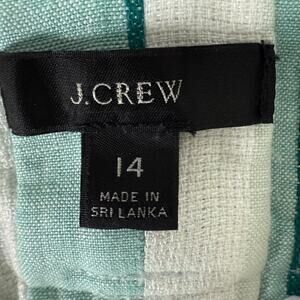 J.CREW
14
MADE IN
SRI LANKA